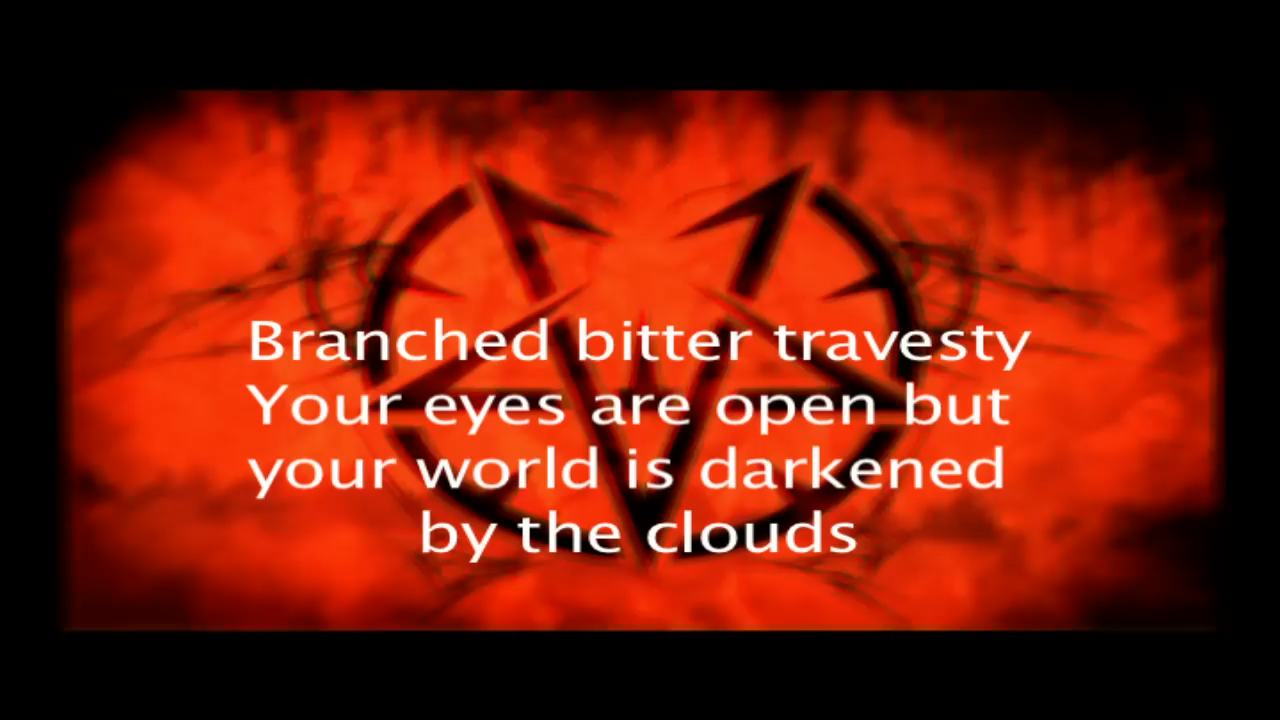 Branched bitter travesty
Your eyes are open but
your world is darkened
by the clouds